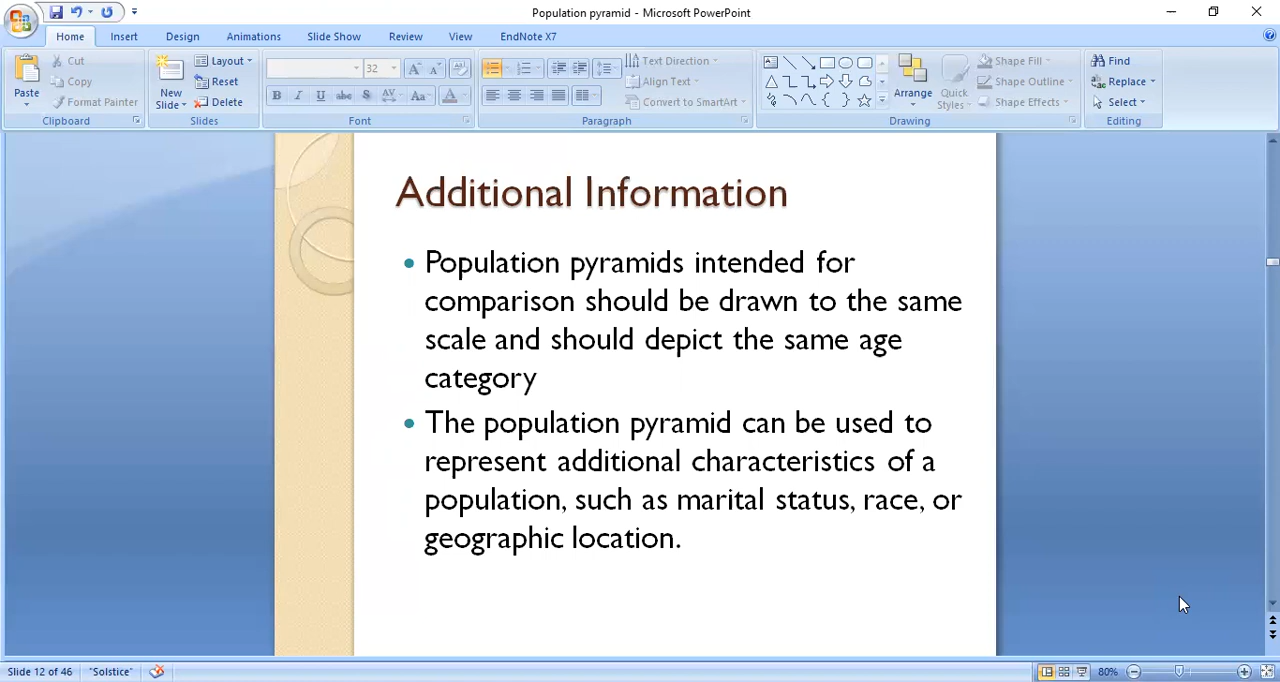 Population pyramid - Microsoft PowerPoint
Home Insert Design Animations Slide Show Review View EndNote X7
Paste
Cut
Copy
Format Painter
Clipboard
New Slide
Layout
Reset
Delete
Slides
32
Font
Text Direction
Align Text
Convert to SmartArt
Paragraph
Arrange
Quick Styles
Shape Fill
Shape Outline
Shape Effects
Drawing
Find
Replace
Select
Editing
Additional Information
• Population pyramids intended for
comparison should be drawn to the same
scale and should depict the same age
category
• The population pyramid can be used to
represent additional characteristics of a
population, such as marital status, race, or
geographic location.
Slide 12 of 46 "Solstice" 80%